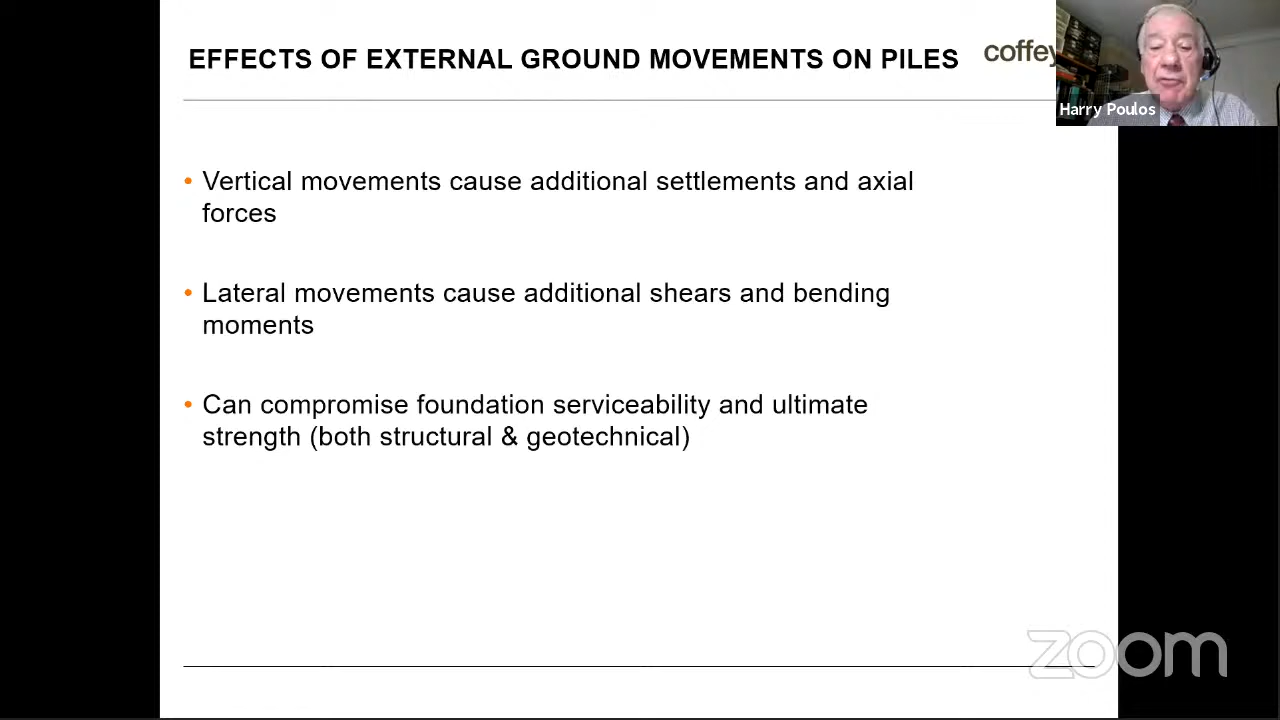 EFFECTS OF EXTERNAL GROUND MOVEMENTS ON PILES
coffey
Harry Poulos
• Vertical movements cause additional settlements and axial
forces
• Lateral movements cause additional shears and bending
moments
• Can compromise foundation serviceability and ultimate
strength (both structural & geotechnical)
zoom